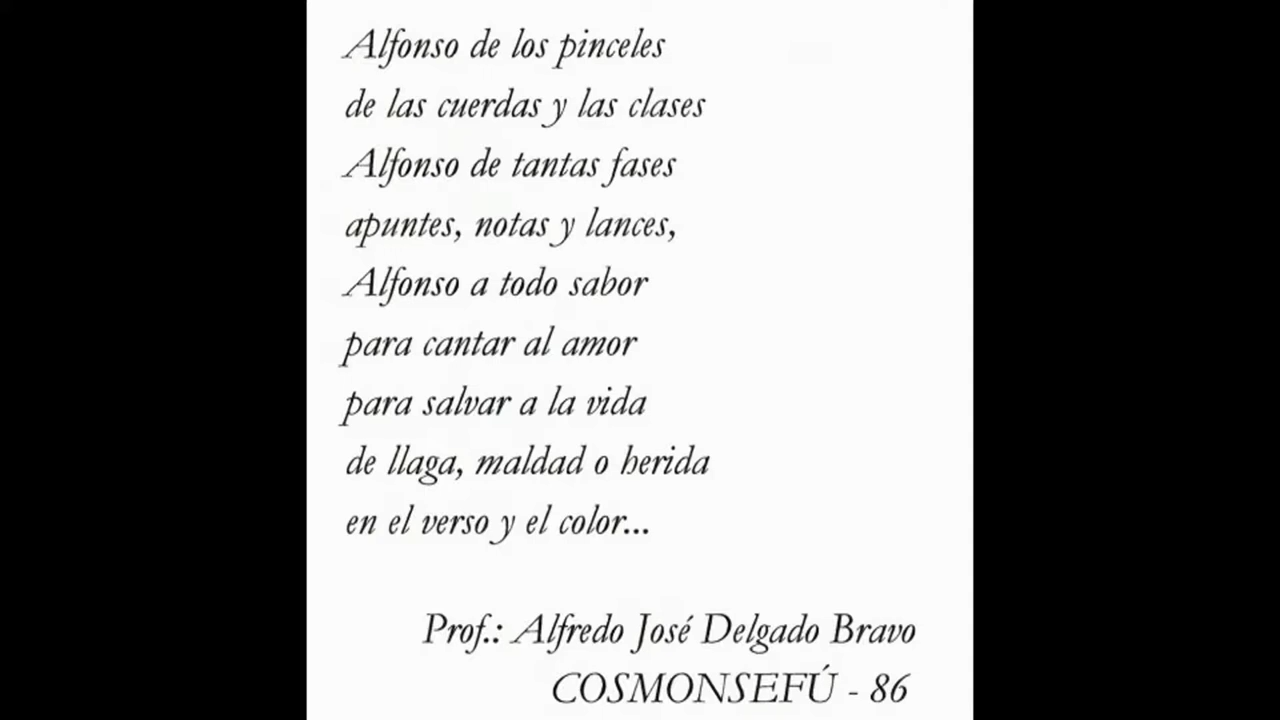 Alfonso de los pinceles
de las cuerdas y las clases
Alfonso de tantas fases
apuntes, notas y lances,
Alfonso a todo sabor
para cantar al amor
para salvar a la vida
de llaga, maldad o herida
en el verso y el color...
Prof.: Alfredo José Delgado Bravo
COSMONSEFÚ - 86